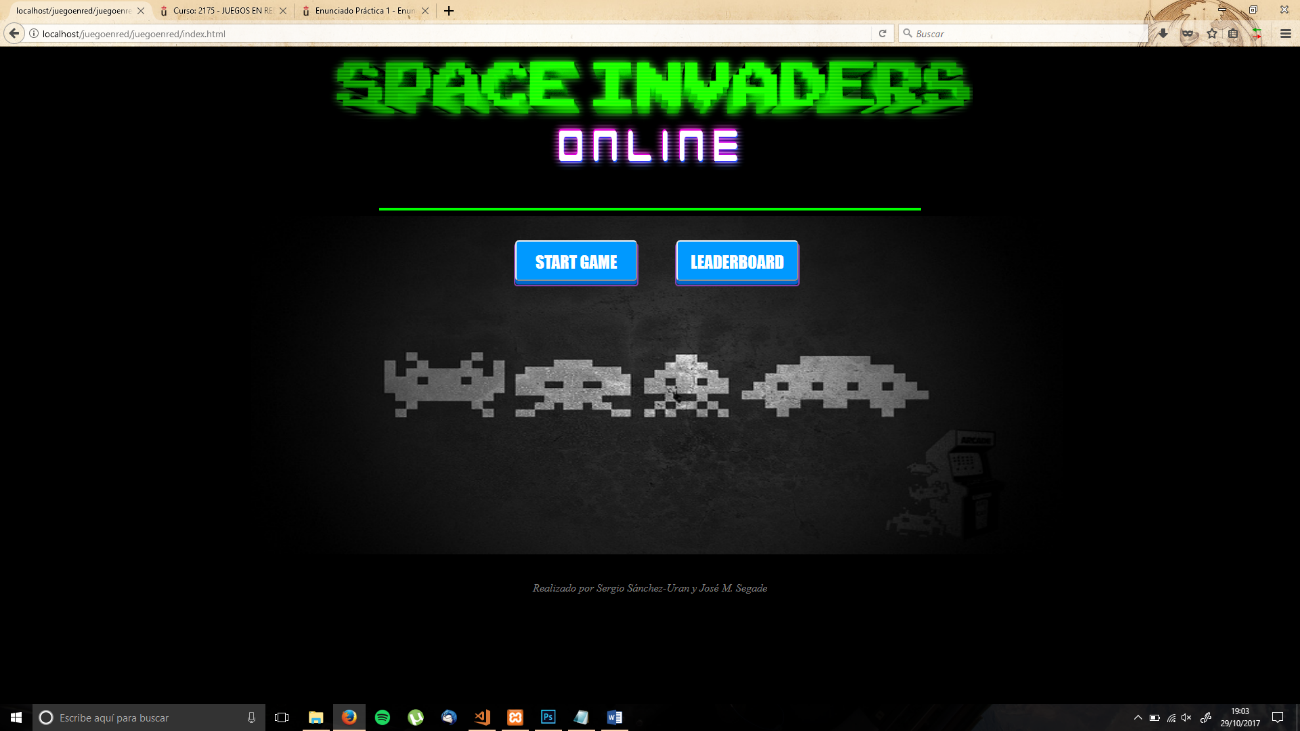 localhost/juegoenred/juegoenre
Curso: 2175 - JUEGOS EN RE
Enunciado Práctica 1 - Enun
localhost/juegoenred/juegoenred/index.html
Buscar
SPACE INVADERS
ONLINE
START GAME
LEADERBOARD
ARCADE
Realizado por Sergio Sánchez-Uran y José M. Segade
Escribe aquí para buscar
19:03
29/10/2017